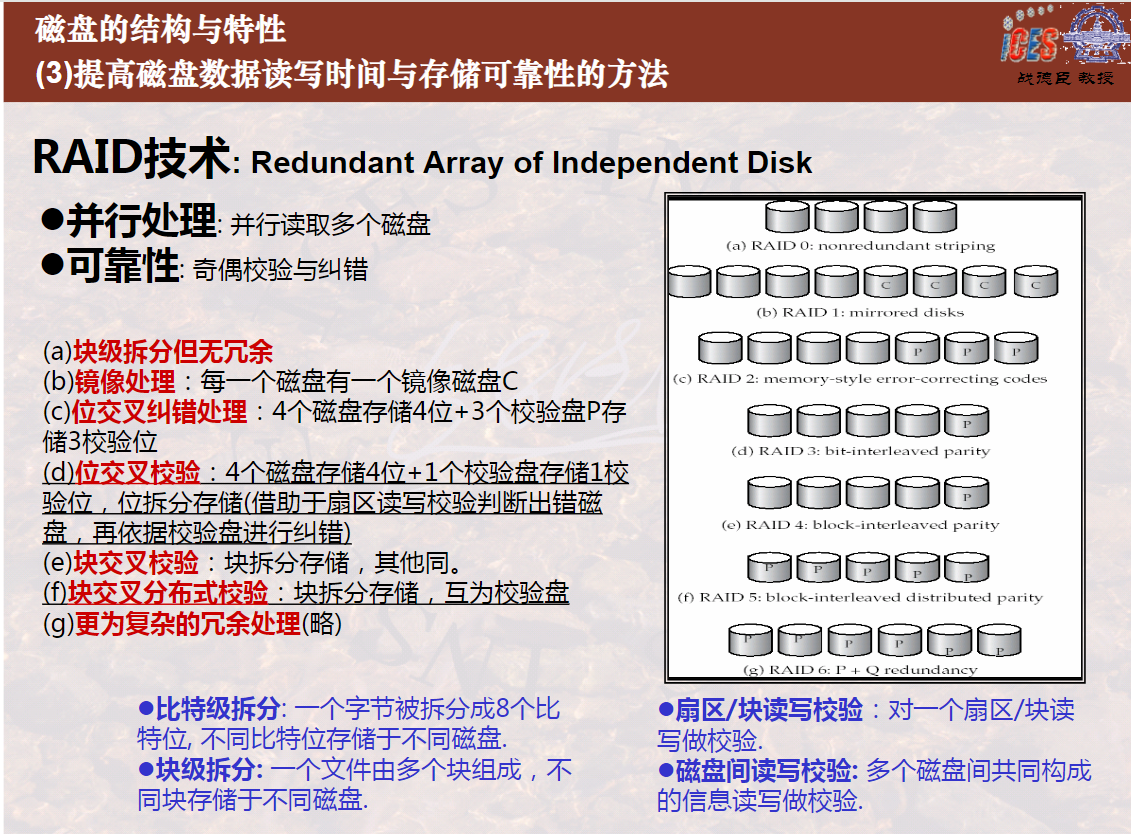 磁盘的结构与特性
(3)提高磁盘数据读写时间与存储可靠性的方法
ICES
战德臣 教授
RAID技术: Redundant Array of Independent Disk
●并行处理: 并行读取多个磁盘
●可靠性: 奇偶校验与纠错
(a)块级拆分但无冗余
(b)镜像处理：每一个磁盘有一个镜像磁盘C
(c)位交叉纠错处理：4个磁盘存储4位+3个校验盘P存
储3校验位
(d)位交叉校验：4个磁盘存储4位+1个校验盘存储1校
验位，位拆分存储(借助于扇区读写校验判断出错磁
盘，再依据校验盘进行纠错)
(e)块交叉校验：块拆分存储，其他同。
(f)块交叉分布式校验：块拆分存储，互为校验盘
(g)更为复杂的冗余处理(略)
(a) RAID 0: nonredundant striping
C C C C
(b) RAID 1: mirrored disks
P P P
(c) RAID 2: memory-style error-correcting codes
P
(d) RAID 3: bit-interleaved parity
P
(e) RAID 4: block-interleaved parity
P P P P P
(f) RAID 5: block-interleaved distributed parity
P P P P P P
(g) RAID 6: P + Q redundancy
●比特级拆分: 一个字节被拆分成8个比
特位, 不同比特位存储于不同磁盘.
●块级拆分: 一个文件由多个块组成，不
同块存储于不同磁盘.
●扇区/块读写校验：对一个扇区/块读
写做校验.
●磁盘间读写校验: 多个磁盘间共同构成
的信息读写做校验.